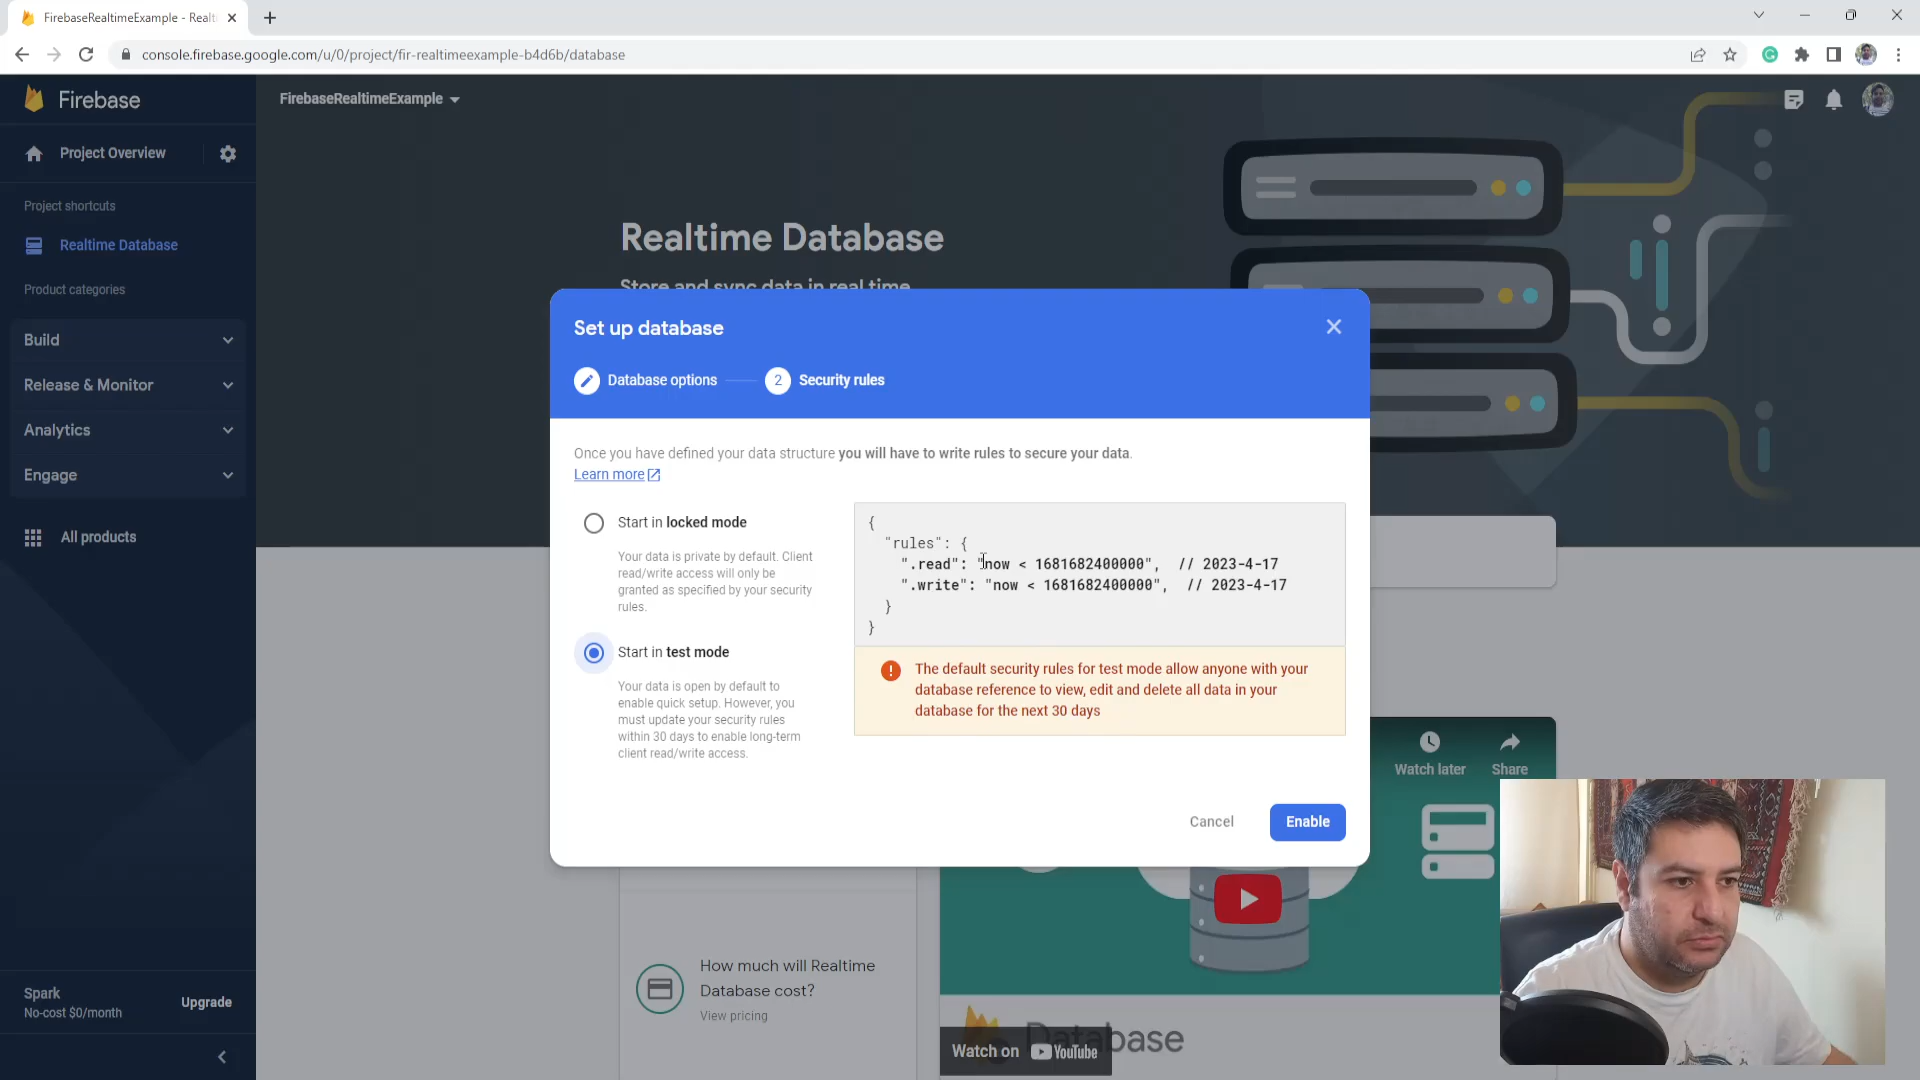 FirebaseRealtimeExample - Realt
console.firebase.google.com/u/0/project/fir-realtimeexample-b4d6b/database
Firebase
FirebaseRealtimeExample
Project Overview
Project shortcuts
Realtime Database
Product categories
Build
Release & Monitor
Analytics
Engage
All products
Spark
No-cost $0/month
Upgrade
Realtime Database
Store and sync data in real time
Set up database
Database options
2 Security rules
Once you have defined your data structure you will have to write rules to secure your data.
Learn more
Start in locked mode
Your data is private by default. Client
read/write access will only be
granted as specified by your security
rules.
Start in test mode
Your data is open by default to
enable quick setup. However, you
must update your security rules
within 30 days to enable long-term
client read/write access.
{
"rules": {
".read": "now < 1681682400000", // 2023-4-17
".write": "now < 1681682400000", // 2023-4-17
}
}
! The default security rules for test mode allow anyone with your
database reference to view, edit and delete all data in your
database for the next 30 days
Cancel
Enable
Watch later
Share
How much will Realtime
Database cost?
View pricing
Database
Watch on YouTube